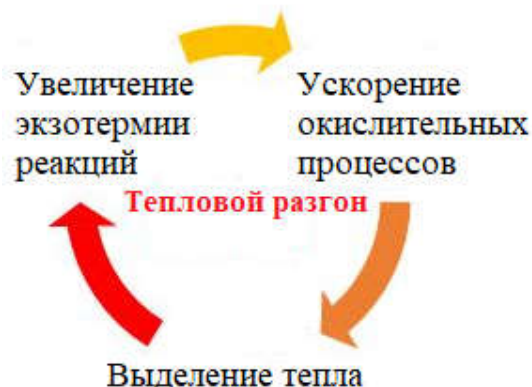 Увеличение
экзотермии
реакций
Ускорение
окислительных
процессов
Тепловой разгон
Выделение тепла